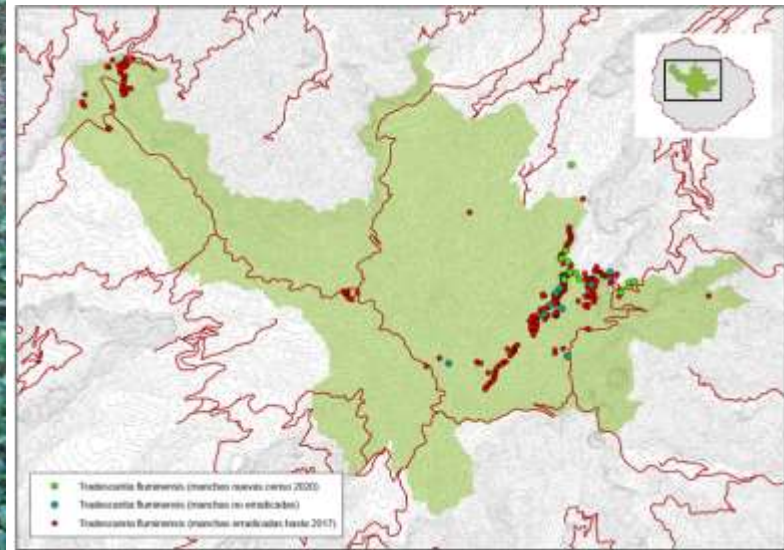 Tradescantia fluminensis (manchas nuevas censo 2020)
Tradescantia fluminensis (manchas no erradicadas)
Tradescantia fluminensis (manchas erradicadas hasta 2017)